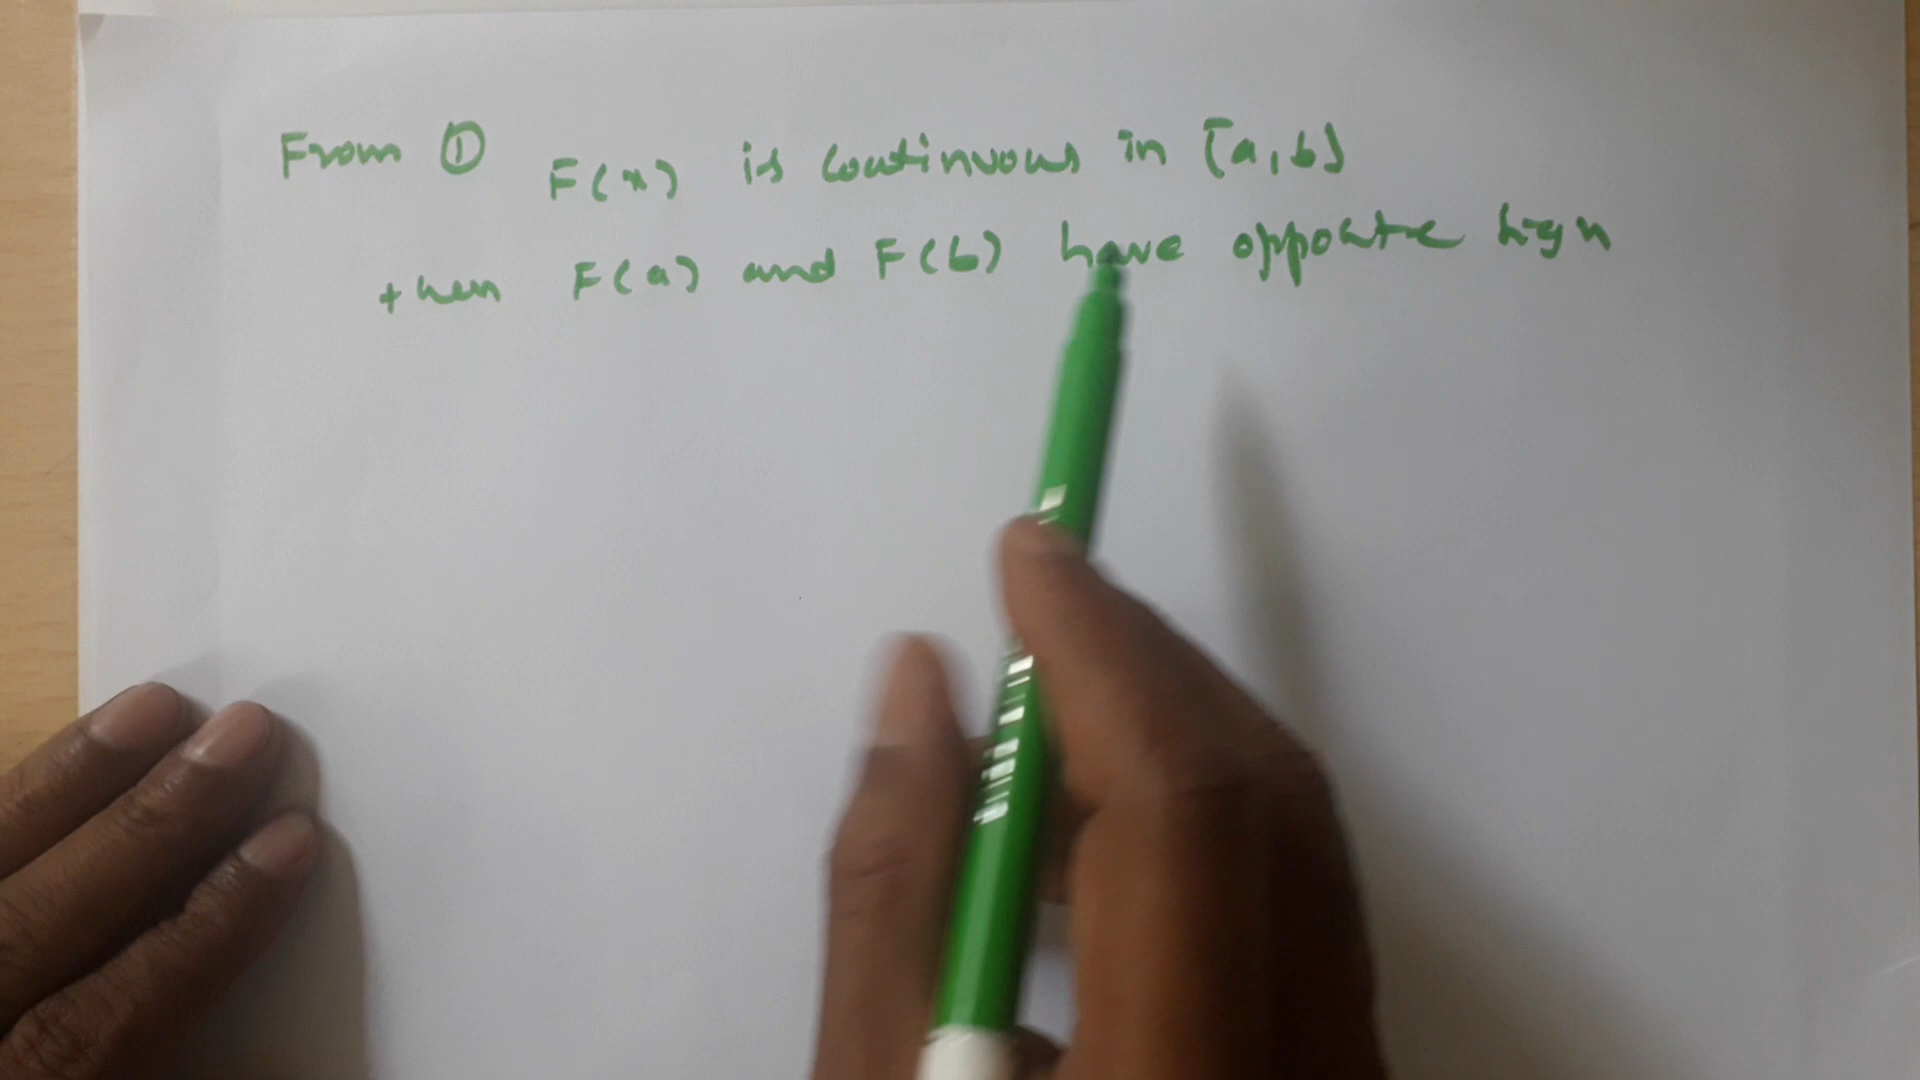 From ① F(x) is continuous in [a,b]
then F(a) and F(b) have opposite sign